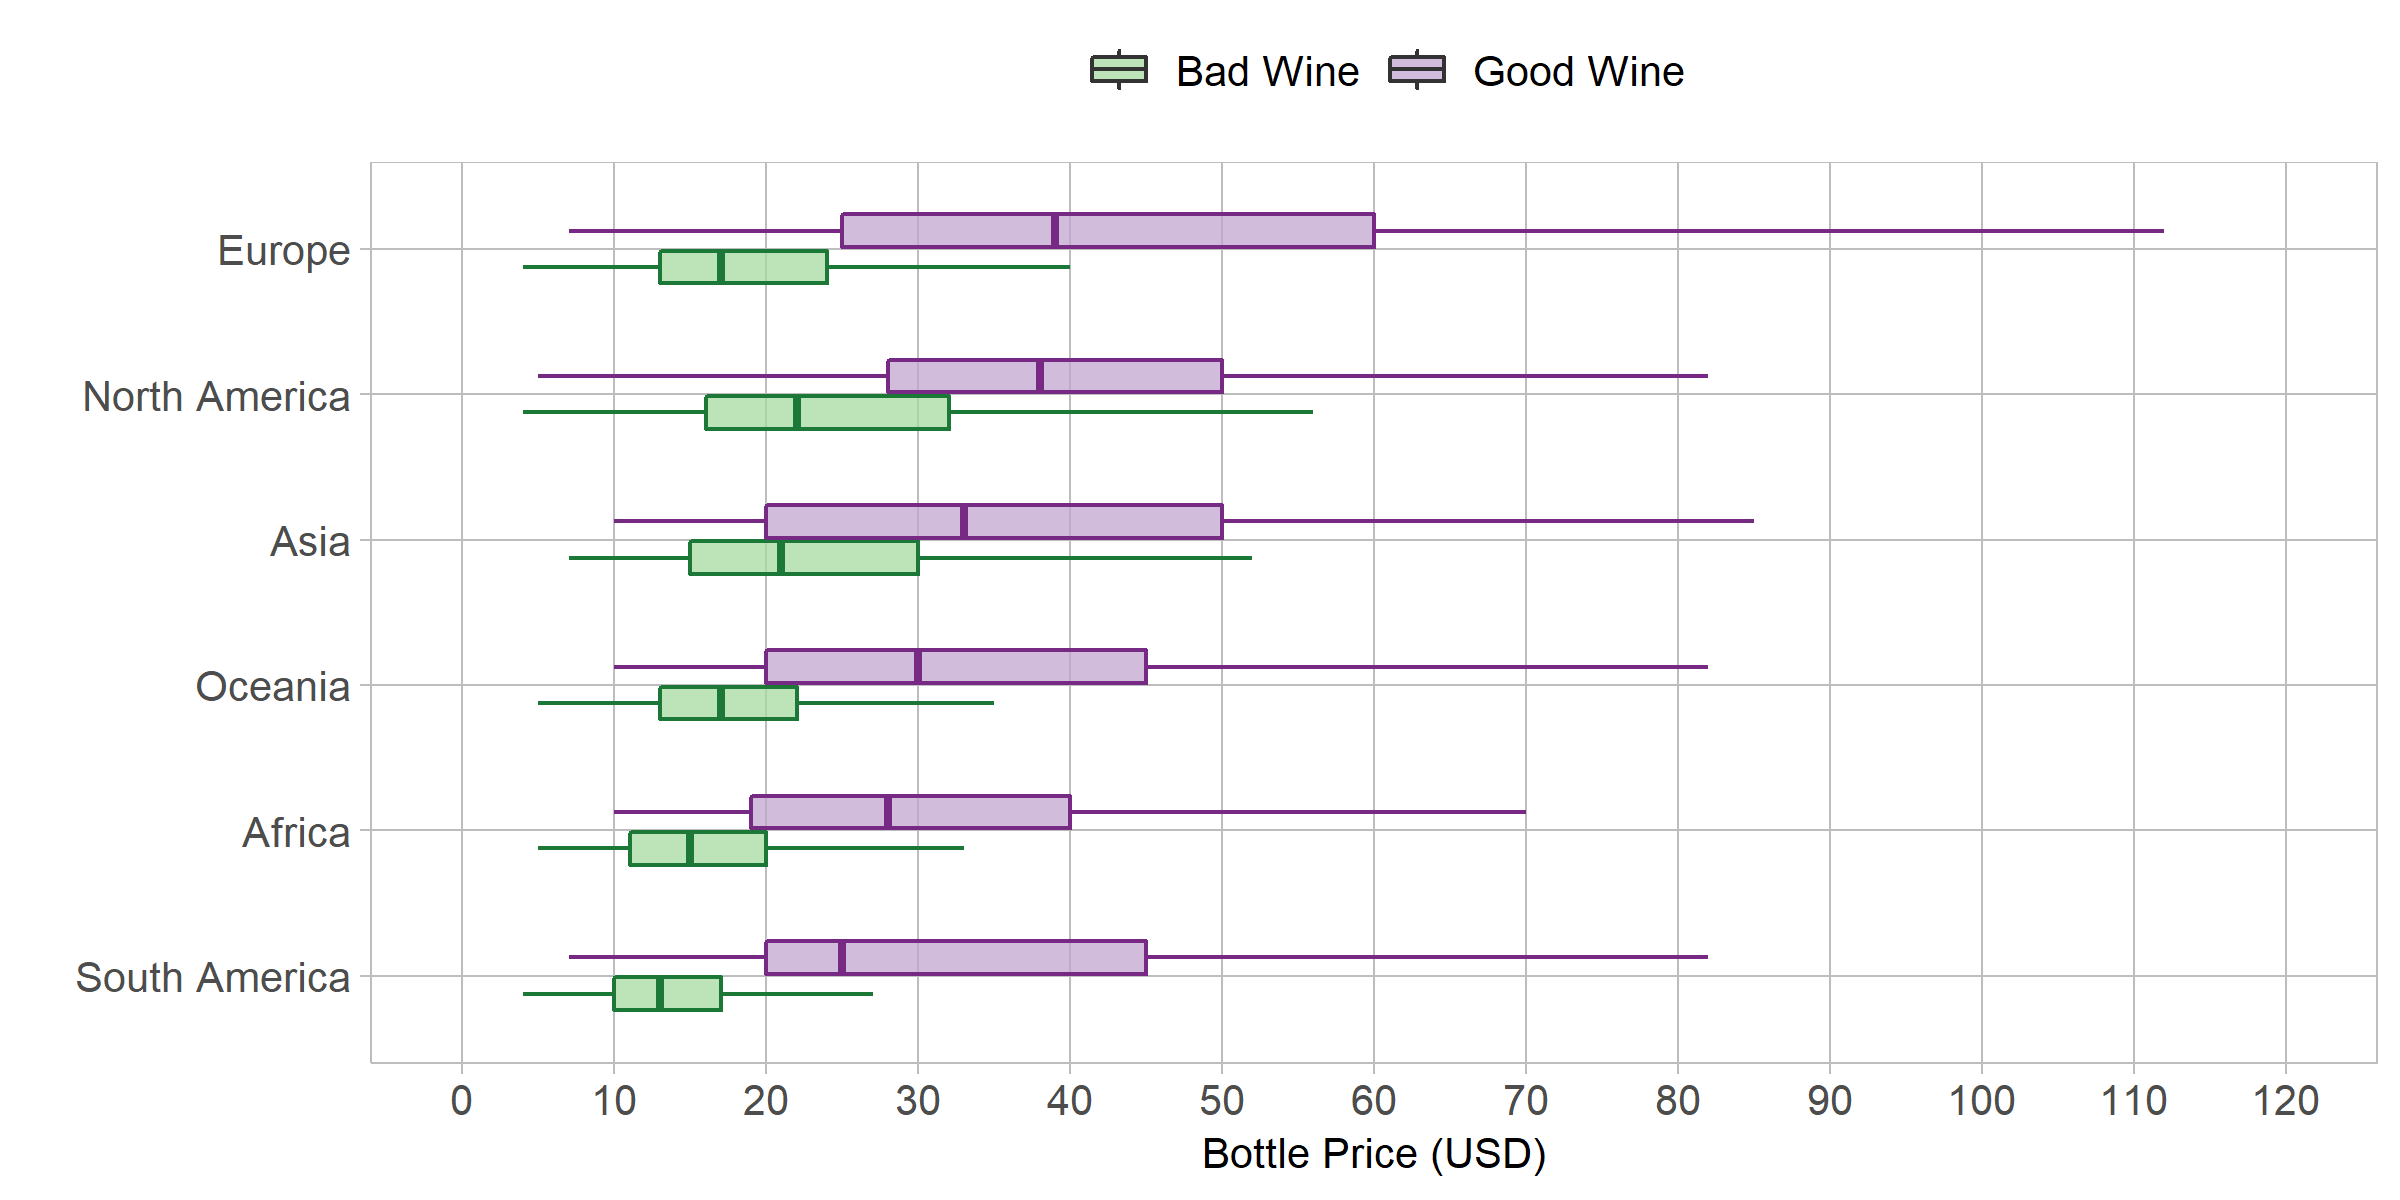 Bad Wine Good Wine
Europe
North America
Asia
Oceania
Africa
South America
0 10 20 30 40 50 60 70 80 90 100 110 120
Bottle Price (USD)